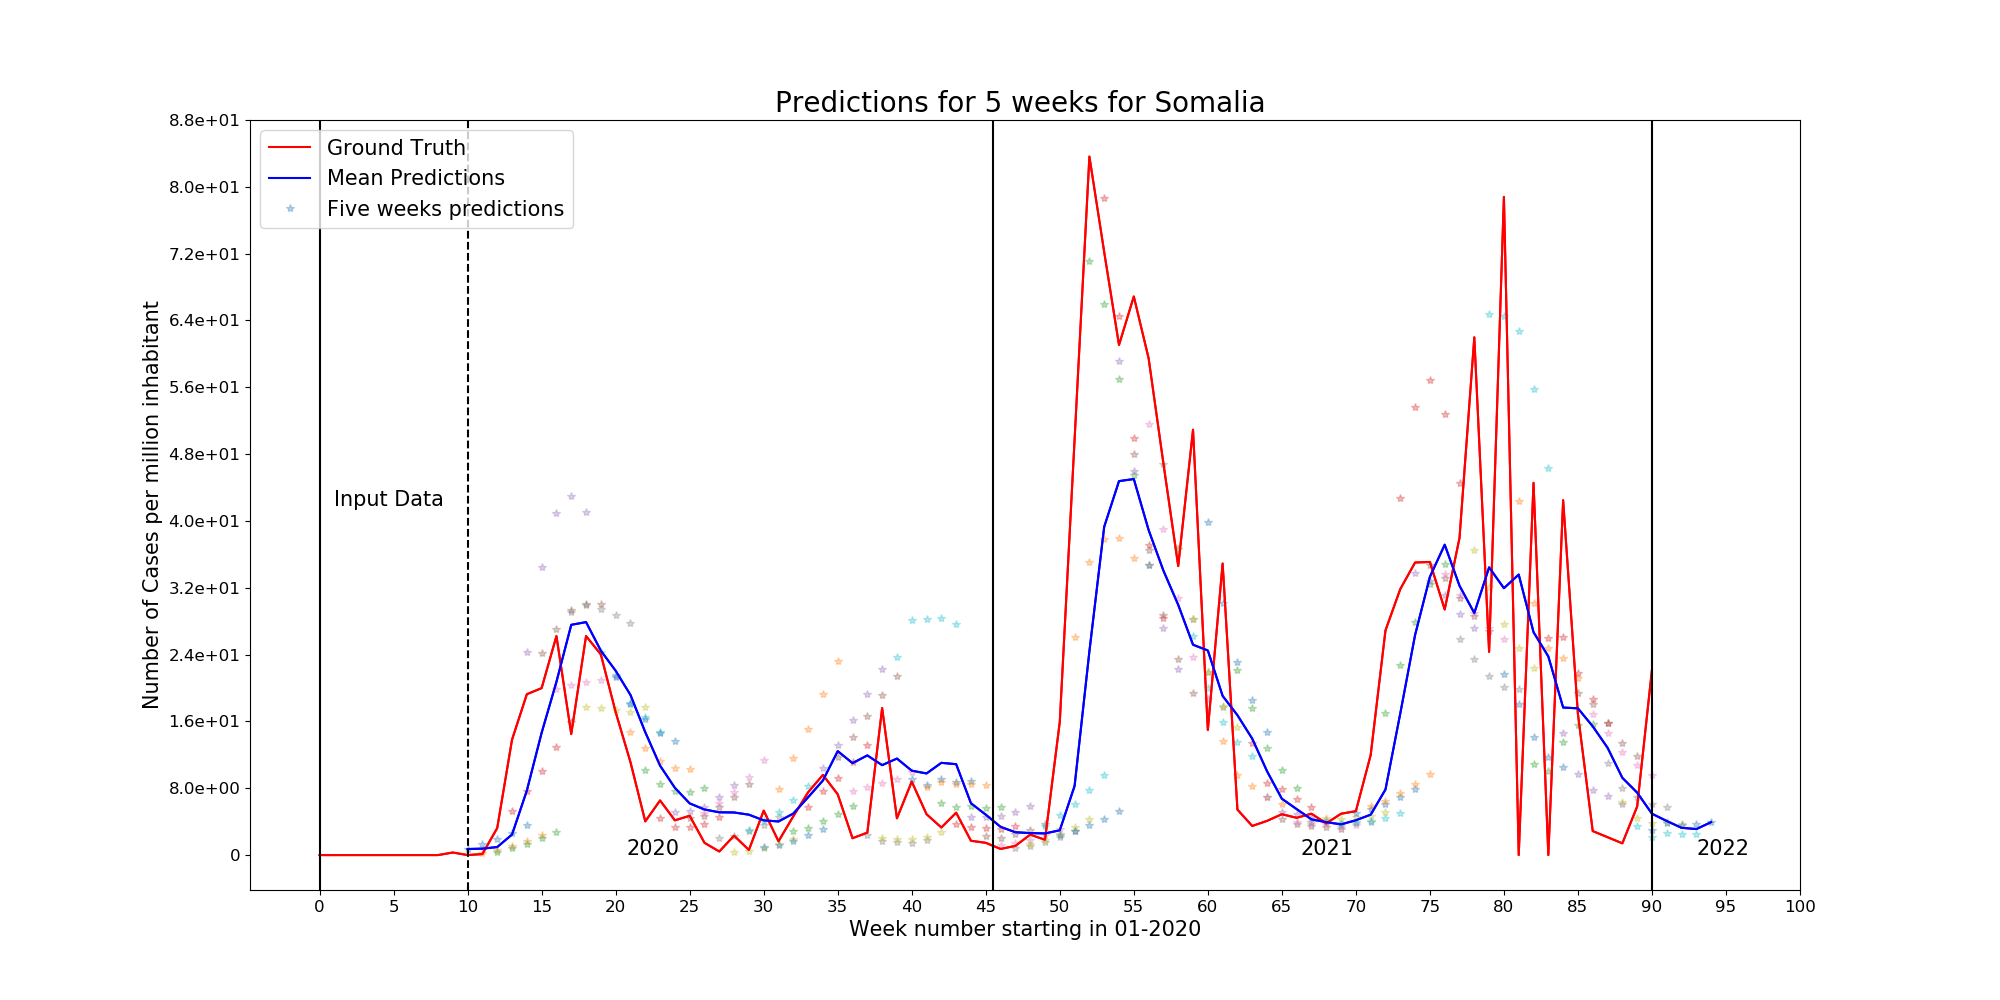 Predictions for 5 weeks for Somalia
8.8e+01
8.0e+01
7.2e+01
6.4e+01
5.6e+01
4.8e+01
4.0e+01
3.2e+01
2.4e+01
1.6e+01
8.0e+00
0
Number of Cases per million inhabitant
Ground Truth
Mean Predictions
Five weeks predictions
Input Data
2020
2021
2022
0 5 10 15 20 25 30 35 40 45 50 55 60 65 70 75 80 85 90 95 100
Week number starting in 01-2020